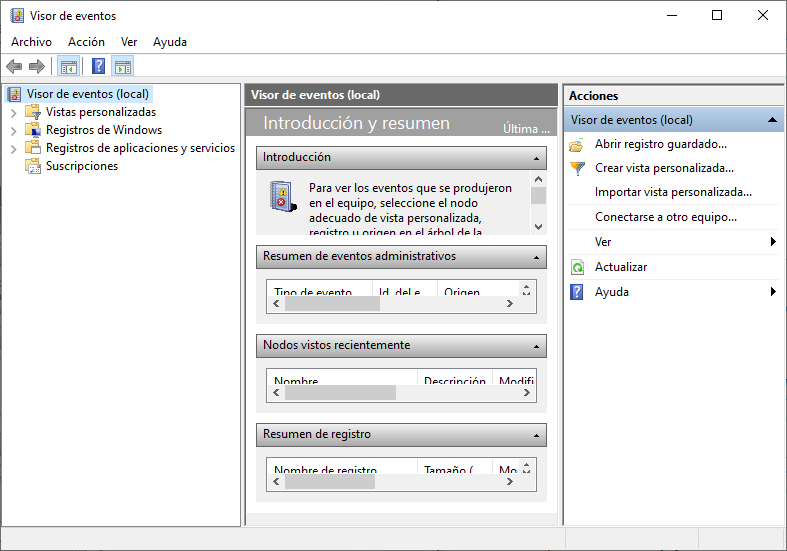 Visor de eventos
Archivo Acción Ver Ayuda
Visor de eventos (local)
Vistas personalizadas
Registros de Windows
Registros de aplicaciones y servicios
Suscripciones
Visor de eventos (local)
Introducción y resumen Última ...
Introducción
Para ver los eventos que se produjeron
en el equipo, seleccione el nodo
adecuado de vista personalizada,
registro u origen en el árbol de la
Resumen de eventos administrativos
Tipo de evento Id. del e... Origen
Nodos vistos recientemente
Nombre Descripción Modifi
Resumen de registro
Nombre de registro Tamaño (... Mo...
Acciones
Visor de eventos (local)
Abrir registro guardado...
Crear vista personalizada...
Importar vista personalizada...
Conectarse a otro equipo...
Ver
Actualizar
Ayuda